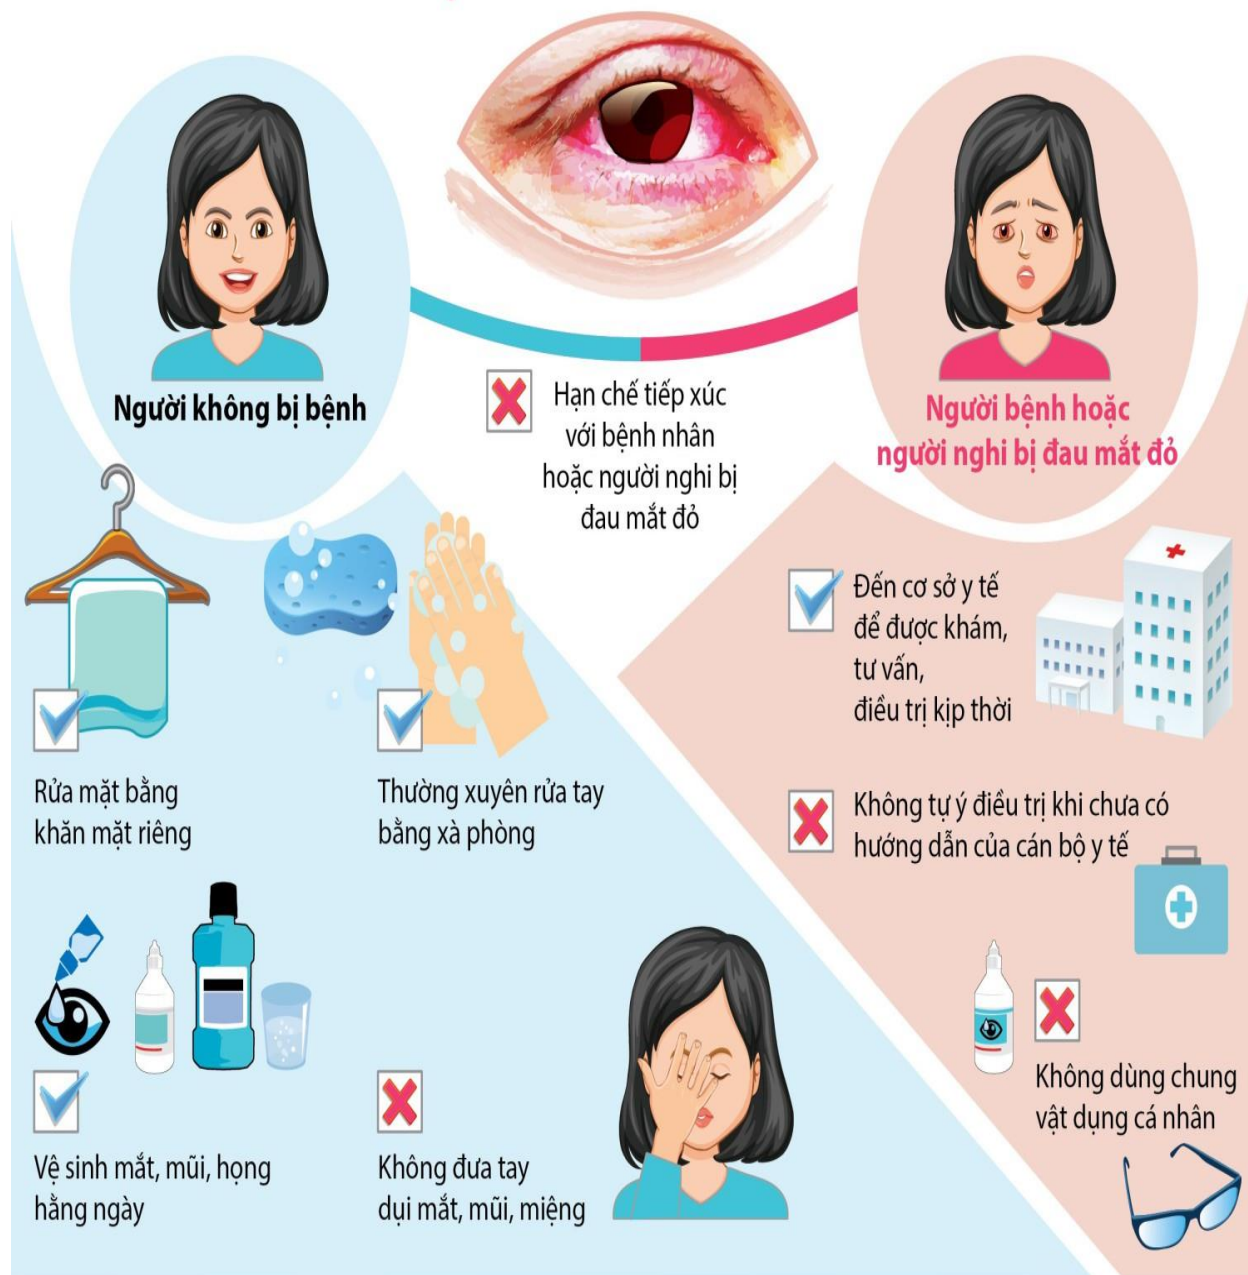 Người không bị bệnh
Hạn chế tiếp xúc
với bệnh nhân
hoặc người nghi bị
đau mắt đỏ
Người bệnh hoặc
người nghi bị đau mắt đỏ
Rửa mặt bằng
khăn mặt riêng
Thường xuyên rửa tay
bằng xà phòng
Vệ sinh mắt, mũi, họng
hằng ngày
Không đưa tay
dụi mắt, mũi, miệng
Đến cơ sở y tế
để được khám,
tư vấn,
điều trị kịp thời
Không tự ý điều trị khi chưa có
hướng dẫn của cán bộ y tế
Không dùng chung
vật dụng cá nhân